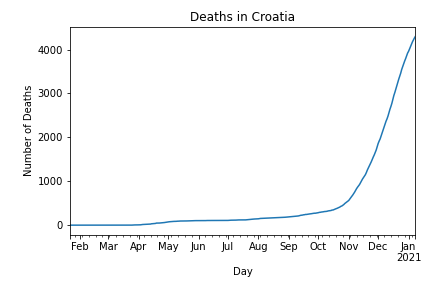 Deaths in Croatia
Number of Deaths
4000
3000
2000
1000
0
Feb Mar Apr May Jun Jul Aug Sep Oct Nov Dec Jan
2021
Day